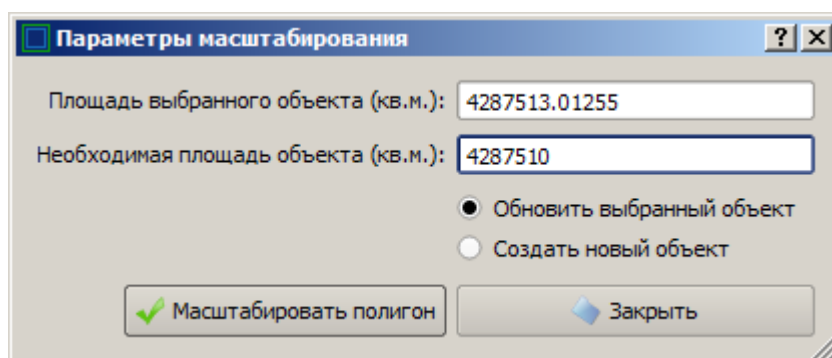 Параметры масштабирования
Площадь выбранного объекта (кв.м.): 4287513.01255
Необходимая площадь объекта (кв.м.): 4287510
Обновить выбранный объект
Создать новый объект
Масштабировать полигон Закрыть